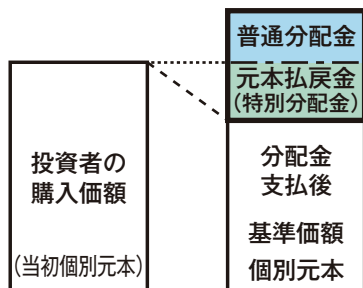 普通分配金
元本払戻金
(特別分配金)
投資者の
購入価額
(当初個別元本)
分配金
支払後
基準価額
個別元本